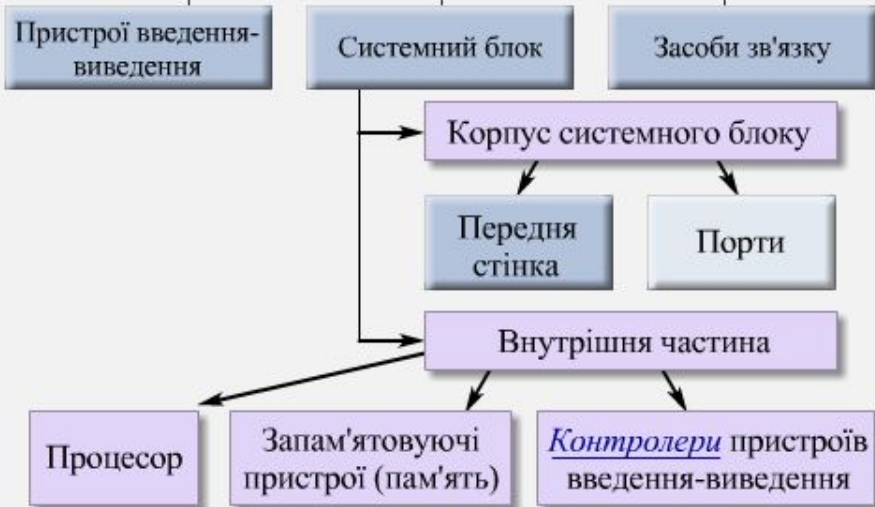 Пристрої введення-
виведення
Системний блок
Засоби зв'язку
Корпус системного блоку
Передня
стінка
Порти
Внутрішня частина
Процесор
Запам'ятовуючі
пристрої (пам'ять)
Контролери пристроїв
введення-виведення